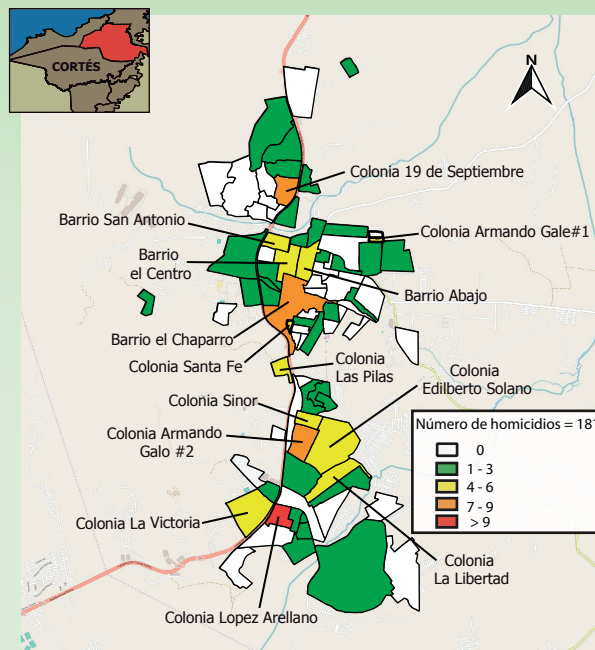 CORTÉS
N
Colonia 19 de Septiembre
Barrio San Antonio
Colonia Armando Gale#1
Barrio
el Centro
Barrio Abajo
Barrio el Chaparro
Colonia Santa Fe
Colonia
Las Pilas
Colonia
Edilberto Solano
Colonia Sinor
Colonia Armando
Galo #2
Número de homicidios = 181
0
1 - 3
4 - 6
7 - 9
> 9
Colonia La Victoria
Colonia
La Libertad
Colonia Lopez Arellano